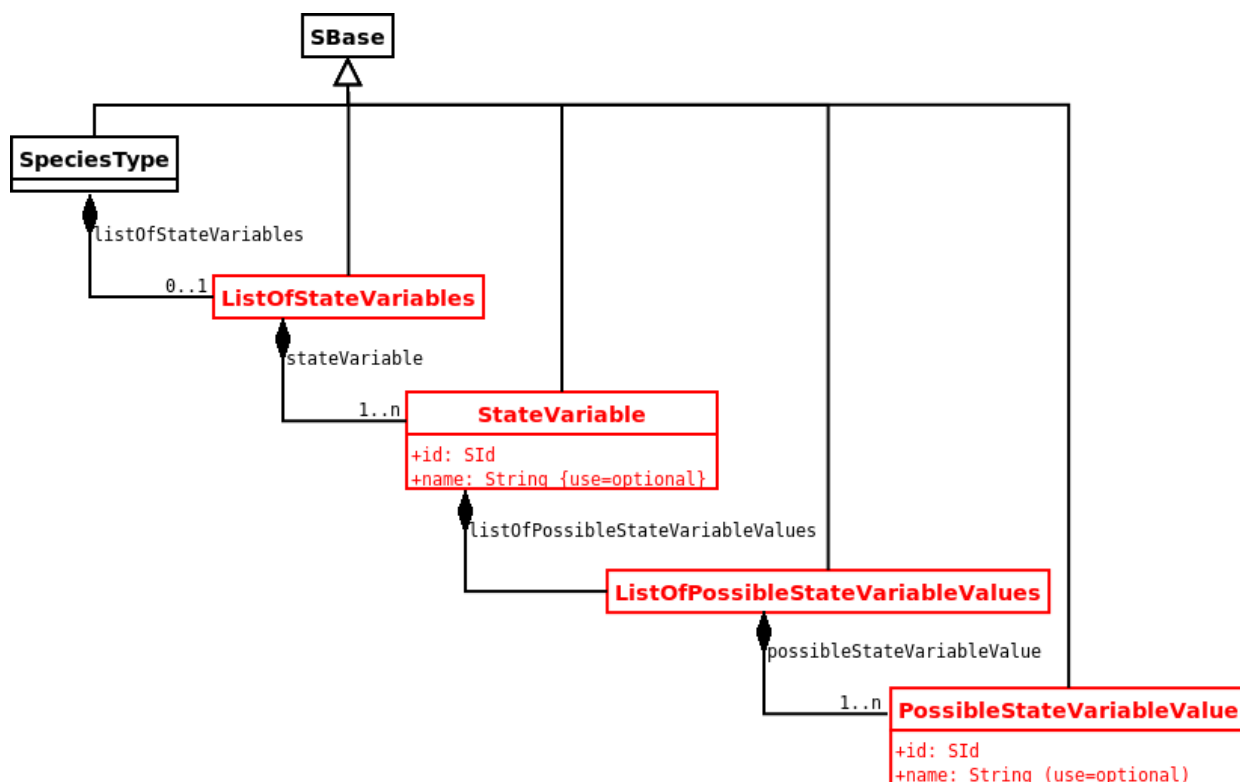 SBase
SpeciesType
listOfStateVariables
0..1
ListOfStateVariables
stateVariable
1..n
StateVariable
+id: SId
+name: String {use=optional}
listOfPossibleStateVariableValues
ListOfPossibleStateVariableValues
possibleStateVariableValue
1..n
PossibleStateVariableValue
+id: SId
+name: String (use=optional)